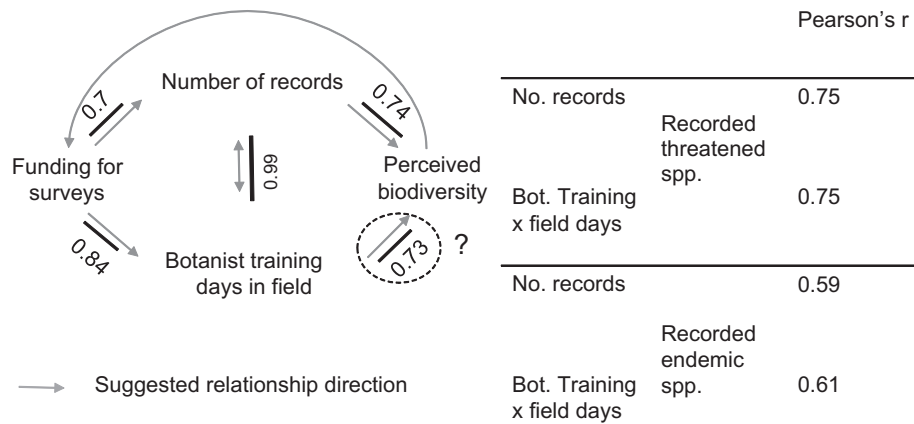 Pearson's r
Number of records
0.7
0.74
Funding for
surveys
0.99
Perceived
biodiversity
0.84
Botanist training
days in field
0.73
?
Suggested relationship direction
No. records
0.75
Recorded
threatened
spp.
Bot. Training
x field days
0.75
No. records
0.59
Recorded
endemic
spp.
Bot. Training
x field days
0.61